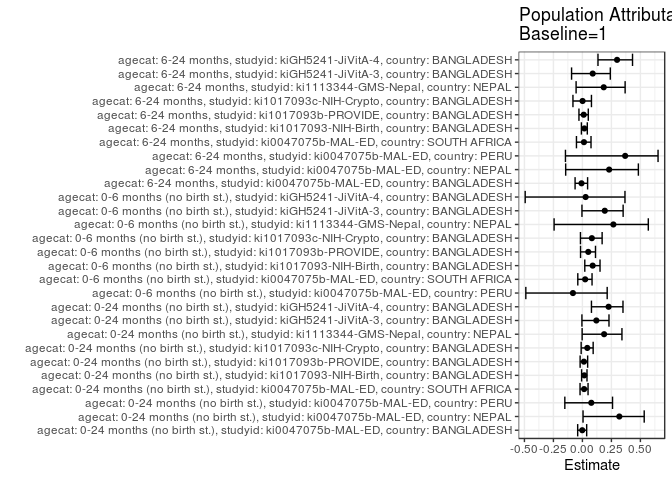 Population Attributa
Baseline=1
agecat: 6-24 months, studyid: kiGH5241-JiVitA-4, country: BANGLADESH
agecat: 6-24 months, studyid: kiGH5241-JiVitA-3, country: BANGLADESH
agecat: 6-24 months, studyid: ki1113344-GMS-Nepal, country: NEPAL
agecat: 6-24 months, studyid: ki1017093c-NIH-Crypto, country: BANGLADESH
agecat: 6-24 months, studyid: ki1017093b-PROVIDE, country: BANGLADESH
agecat: 6-24 months, studyid: ki1017093-NIH-Birth, country: BANGLADESH
agecat: 6-24 months, studyid: ki0047075b-MAL-ED, country: SOUTH AFRICA
agecat: 6-24 months, studyid: ki0047075b-MAL-ED, country: PERU
agecat: 6-24 months, studyid: ki0047075b-MAL-ED, country: NEPAL
agecat: 6-24 months, studyid: ki0047075b-MAL-ED, country: BANGLADESH
agecat: 0-6 months (no birth st.), studyid: kiGH5241-JiVitA-4, country: BANGLADESH
agecat: 0-6 months (no birth st.), studyid: kiGH5241-JiVitA-3, country: BANGLADESH
agecat: 0-6 months (no birth st.), studyid: ki1113344-GMS-Nepal, country: NEPAL
agecat: 0-6 months (no birth st.), studyid: ki1017093c-NIH-Crypto, country: BANGLADESH
agecat: 0-6 months (no birth st.), studyid: ki1017093b-PROVIDE, country: BANGLADESH
agecat: 0-6 months (no birth st.), studyid: ki1017093-NIH-Birth, country: BANGLADESH
agecat: 0-6 months (no birth st.), studyid: ki0047075b-MAL-ED, country: SOUTH AFRICA
agecat: 0-6 months (no birth st.), studyid: ki0047075b-MAL-ED, country: PERU
agecat: 0-24 months (no birth st.), studyid: kiGH5241-JiVitA-4, country: BANGLADESH
agecat: 0-24 months (no birth st.), studyid: kiGH5241-JiVitA-3, country: BANGLADESH
agecat: 0-24 months (no birth st.), studyid: ki1113344-GMS-Nepal, country: NEPAL
agecat: 0-24 months (no birth st.), studyid: ki1017093c-NIH-Crypto, country: BANGLADESH
agecat: 0-24 months (no birth st.), studyid: ki1017093b-PROVIDE, country: BANGLADESH
agecat: 0-24 months (no birth st.), studyid: ki1017093-NIH-Birth, country: BANGLADESH
agecat: 0-24 months (no birth st.), studyid: ki0047075b-MAL-ED, country: SOUTH AFRICA
agecat: 0-24 months (no birth st.), studyid: ki0047075b-MAL-ED, country: PERU
agecat: 0-24 months (no birth st.), studyid: ki0047075b-MAL-ED, country: NEPAL
agecat: 0-24 months (no birth st.), studyid: ki0047075b-MAL-ED, country: BANGLADESH
-0.50 -0.25 0.00 0.25 0.50
Estimate